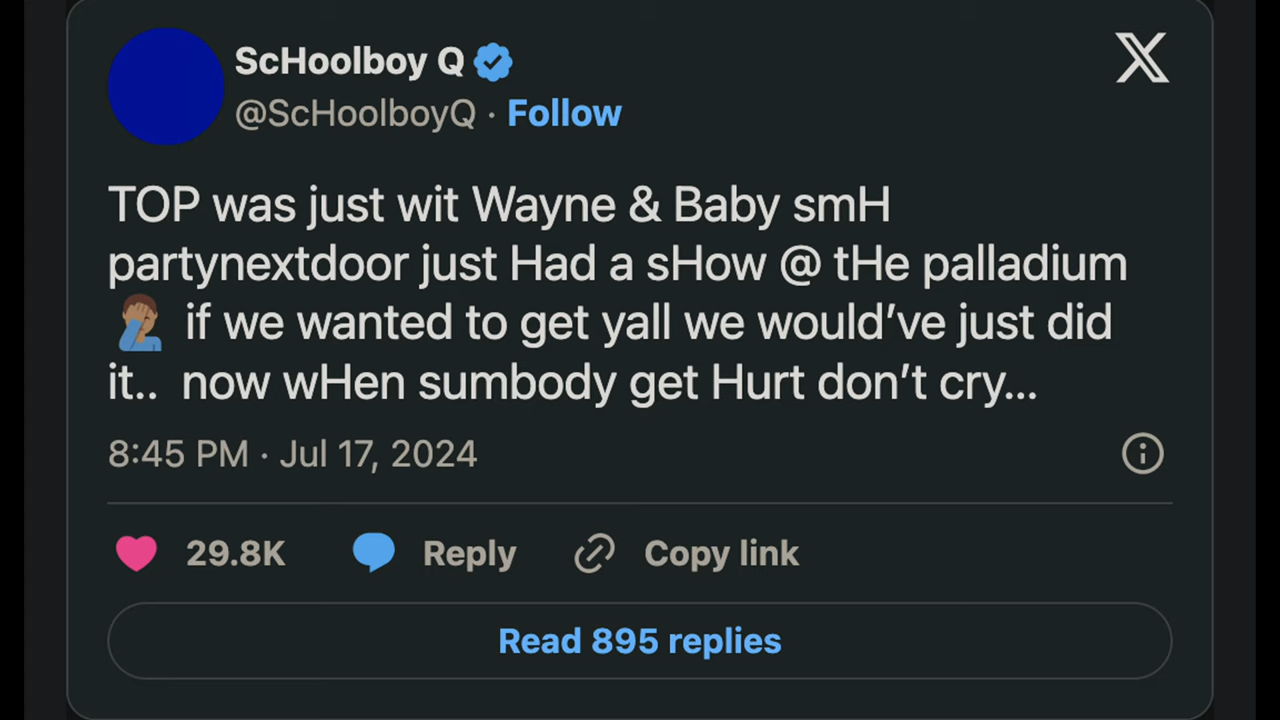 ScHoolboy Q
@ScHoolboyQ · Follow
TOP was just wit Wayne & Baby smH
partynextdoor just Had a sHow @ tHe palladium
🤦🏾‍♂️ if we wanted to get yall we would’ve just did
it..  now wHen sumbody get Hurt don’t cry...
8:45 PM · Jul 17, 2024
29.8K Reply Copy link
Read 895 replies